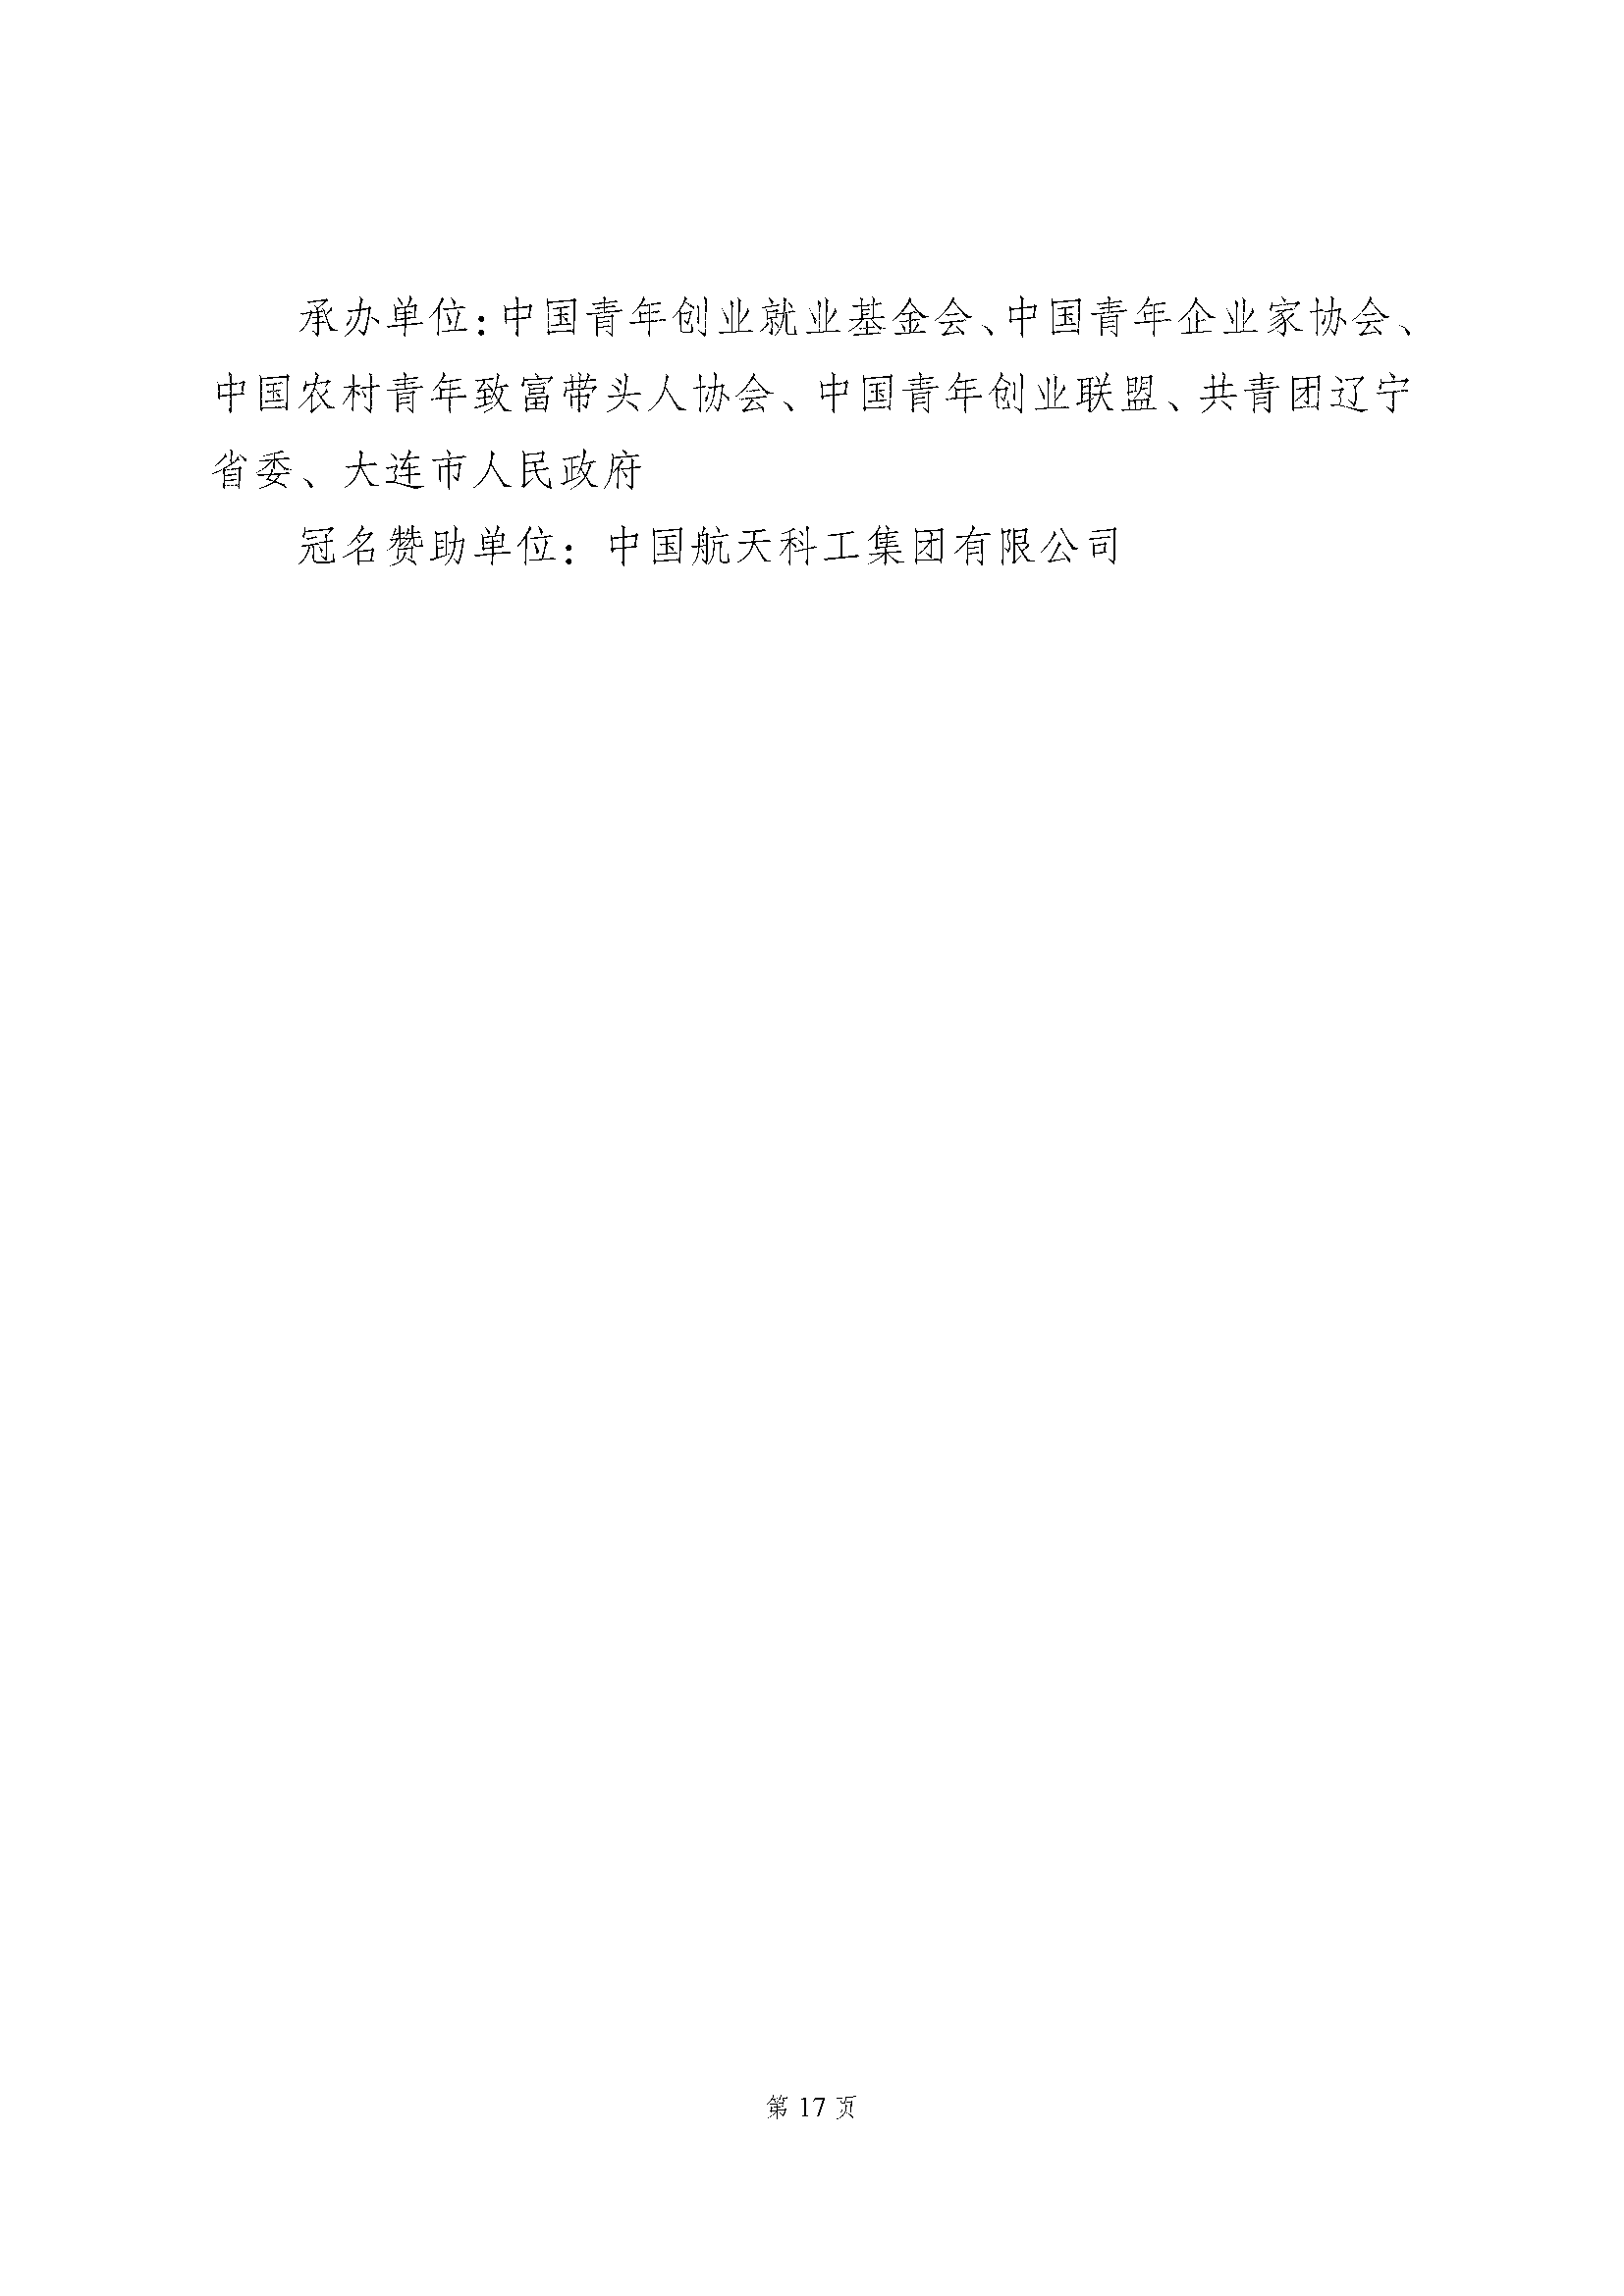 承办单位：中国青年创业就业基金会、中国青年企业家协会、
中国农村青年致富带头人协会、中国青年创业联盟、共青团辽宁
省委、大连市人民政府
冠名赞助单位：中国航天科工集团有限公司
第 17 页